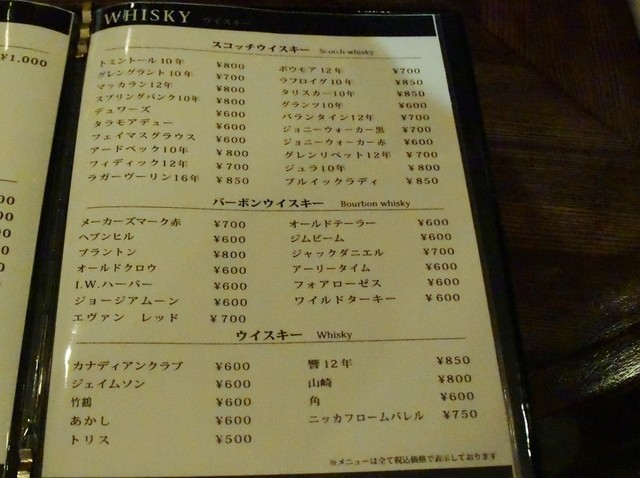 ¥1,000
WHISKY ウイスキー
スコッチウイスキー Scotch whisky
トミントール10年 ¥800
グレングラント10年 ¥700
マッカラン12年 ¥800
スプリングバンク10年 ¥800
デュワーズ ¥600
タラモアデュー ¥600
フェイマスグラウス ¥600
アードベック10年 ¥800
フィディック12年 ¥700
ラガーヴーリン16年 ¥850
ボウモア12年 ¥700
ラフロイグ10年 ¥850
タリスカー10年 ¥850
グランツ10年 ¥600
バランタイン12年 ¥700
ジョニーウォーカー黒 ¥700
ジョニーウォーカー赤 ¥600
グレンリベット12年 ¥700
ジュラ10年 ¥800
ブルイックラディ ¥850
バーボンウイスキー Bourbon whisky
メーカーズマーク赤 ¥700
ヘブンヒル ¥600
ブラントン ¥800
オールドクロウ ¥600
I.W.ハーパー ¥600
ジョージアムーン ¥600
エヴァン レッド ¥700
オールドテーラー ¥600
ジムビーム ¥600
ジャックダニエル ¥700
アーリータイム ¥600
フォアローゼス ¥600
ワイルドターキー ¥600
ウイスキー Whisky
カナディアンクラブ ¥600
ジェイムソン ¥600
竹鶴 ¥600
あかし ¥600
トリス ¥500
響12年 ¥850
山崎 ¥800
角 ¥600
ニッカフロームバレル ¥750
※メニューは全て税込価格で表示しております